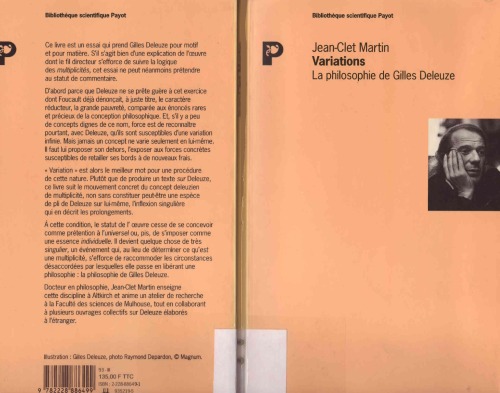 Bibliothèque scientifique Payot
Ce livre est un essai qui prend Gilles Deleuze pour motif
et pour matière. S'il s'agit bien d'une explication de l'œuvre
dont le fil directeur s'efforce de suivre la logique
des multiplicités, cet essai ne peut néanmoins prétendre
au statut de commentaire.
D'abord parce que Deleuze ne se prête guère à cet exercice
dont Foucault déjà dénonçait, à juste titre, le caractère
réducteur, la grande pauvreté, comparée aux énoncés rares
et précieux de la conception philosophique. Et, s'il y a peu
de concepts dignes de ce nom, force est de reconnaître
pourtant, avec Deleuze, qu'ils sont susceptibles d'une variation
infinie. Mais jamais un concept ne varie seulement en lui-même.
Il faut lui proposer son dehors, l'exposer aux forces concrètes
susceptibles de retailler ses bords à de nouveaux frais.
« Variation » est alors le meilleur mot pour une procédure
de cette nature. Plutôt que de produire un texte sur Deleuze,
ce livre suit le mouvement concret du concept deleuzien
de multiplicité, non sans constituer peut-être une espèce
de pli de Deleuze sur lui-même, l'inflexion singulière
qui en décrit les prolongements.
À cette condition, le statut de l' œuvre cesse de se concevoir
comme prétention à l'universel ou, pis, de s'imposer comme
une essence individuelle. Il devient quelque chose de très
singulier, un événement qui, au lieu de déterminer ce qu'est
une multiplicité, s'efforce de raccommoder les circonstances
désaccordées par lesquelles elle passe en libérant une
philosophie : la philosophie de Gilles Deleuze.
Docteur en philosophie, Jean-Clet Martin enseigne
cette discipline à Altkirch et anime un atelier de recherche
à la Faculté des sciences de Mulhouse, tout en collaborant
à plusieurs ouvrages collectifs sur Deleuze élaborés
à l'étranger.
Illustration : Gilles Deleuze, photo Raymond Depardon, © Magnum.
135,00 F TTC
9 782228 886499
Bibliothèque scientifique Payot
Jean-Clet Martin
Variations
La philosophie de Gilles Deleuze